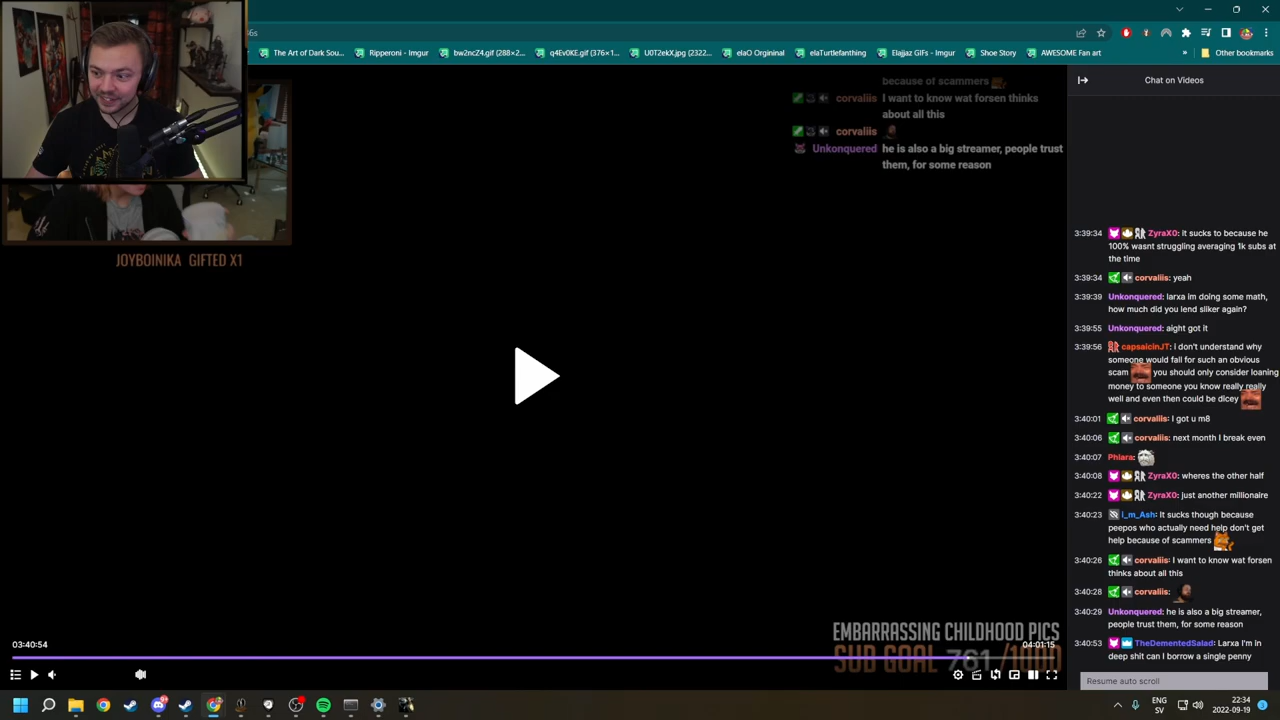 6s
The Art of Dark Sou...
Ripperoni - Imgur
bw2ncZ4.gif (288×2...
q4Ev0KE.gif (376×1...
U0T2ekX.jpg (2322...
elaO Orgininal
elaTurtlefanthing
Elajjaz GIFs - Imgur
Shoe Story
AWESOME Fan art
»
Other bookmarks
because of scammers
corvaliis I want to know wat forsen thinks
about all this
corvaliis
Unkonquered he is also a big streamer, people trust
them, for some reason
JOYBOINIKA GIFTED X1
EMBARRASSING CHILDHOOD PICS
SUB GOAL 761 /1000
03:40:54
04:01:15
Chat on Videos
3:39:34 ZyraX0: it sucks to because he
100% wasnt struggling averaging 1k subs at
the time
3:39:34 corvaliis: yeah
3:39:39 Unkonquered: larxa im doing some math,
how much did you lend sliker again?
3:39:55 Unkonquered: aight got it
3:39:56 capsaicinJT: i don't understand why
someone would fall for such an obvious
scam you should only consider loaning
money to someone you know really really
well and even then could be dicey
3:40:01 corvaliis: I got u m8
3:40:06 corvaliis: next month I break even
3:40:07 Phiara:
3:40:08 ZyraX0: wheres the other half
3:40:22 ZyraX0: just another millionaire
3:40:23 i_m_Ash: It sucks though because
peepos who actually need help don't get
help because of scammers
3:40:26 corvaliis: I want to know wat forsen
thinks about all this
3:40:28 corvaliis:
3:40:29 Unkonquered: he is also a big streamer,
people trust them, for some reason
3:40:53 TheDementedSalad: Larxa I'm in
deep shit can I borrow a single penny
Resume auto scroll
ENG
SV
22:34
2022-09-19